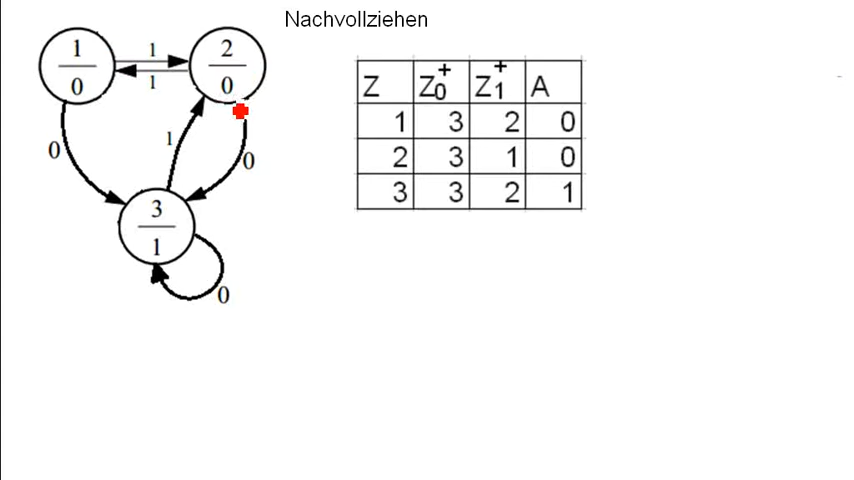 Nachvollziehen
1 1 2
0 1 0
0 1 0
3
1
0
Z Z0+ Z1+ A
1 3 2 0
2 3 1 0
3 3 2 1